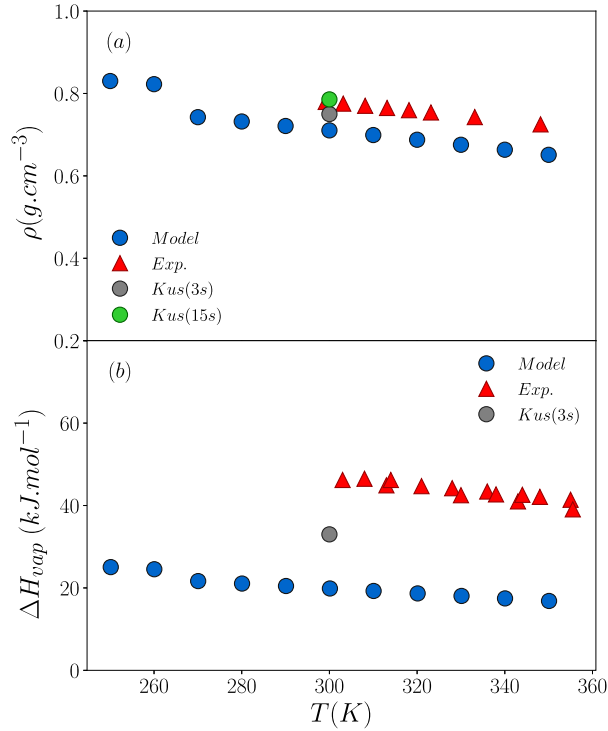 1.0
(a)
0.8
ρ(g.cm⁻³)
0.6
0.4
Model
Exp.
Kus(3s)
Kus(15s)
0.2
(b)
Model
Exp.
Kus(3s)
60
ΔH_vap (kJ.mol⁻¹)
40
20
0
260 280 300 320 340 360
T(K)